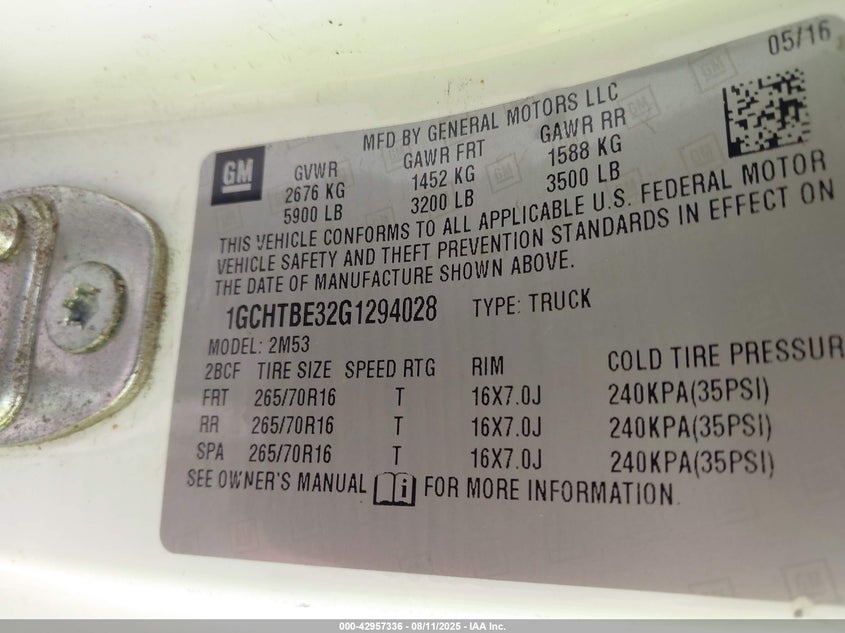 05/16
MFD BY GENERAL MOTORS LLC
GM
GVWR GAWR FRT GAWR RR
2676 KG 1452 KG 1588 KG
5900 LB 3200 LB 3500 LB
THIS VEHICLE CONFORMS TO ALL APPLICABLE U.S. FEDERAL MOTOR
VEHICLE SAFETY AND THEFT PREVENTION STANDARDS IN EFFECT ON
THE DATE OF MANUFACTURE SHOWN ABOVE.
1GCHTBE32G1294028 TYPE: TRUCK
MODEL: 2M53
2BCF TIRE SIZE SPEED RTG RIM COLD TIRE PRESSUR
FRT 265/70R16 T 16X7.0J 240KPA(35PSI)
RR 265/70R16 T 16X7.0J 240KPA(35PSI)
SPA 265/70R16 T 16X7.0J 240KPA(35PSI)
SEE OWNER'S MANUAL i FOR MORE INFORMATION.
000-42957336 - 08/11/2025 - IAA Inc.